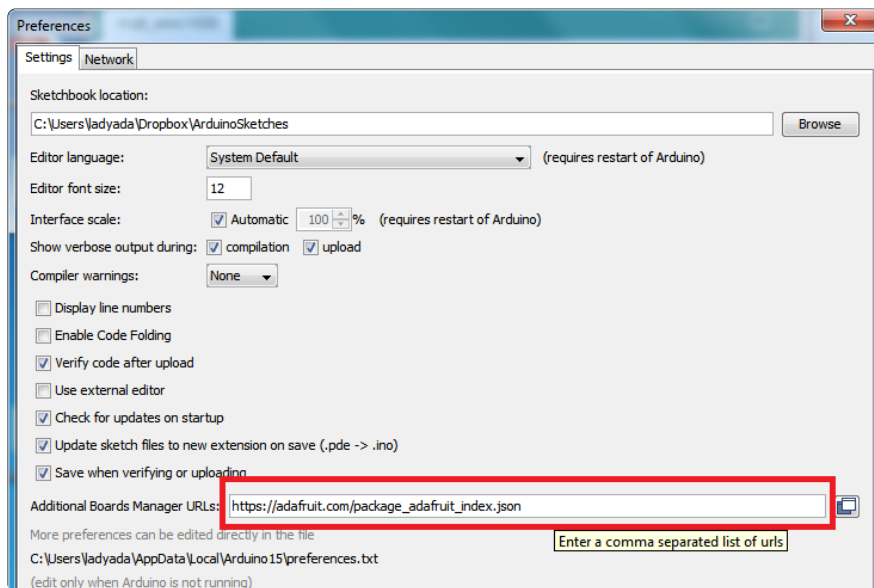 Preferences
Settings Network
Sketchbook location:
C:\Users\ladyada\Dropbox\ArduinoSketches Browse
Editor language: System Default (requires restart of Arduino)
Editor font size: 12
Interface scale: Automatic 100 % (requires restart of Arduino)
Show verbose output during: compilation upload
Compiler warnings: None
Display line numbers
Enable Code Folding
Verify code after upload
Use external editor
Check for updates on startup
Update sketch files to new extension on save (.pde -> .ino)
Save when verifying or uploading
Additional Boards Manager URLs: https://adafruit.com/package_adafruit_index.json
More preferences can be edited directly in the file
Enter a comma separated list of urls
C:\Users\ladyada\AppData\Local\Arduino15\preferences.txt
(edit only when Arduino is not running)